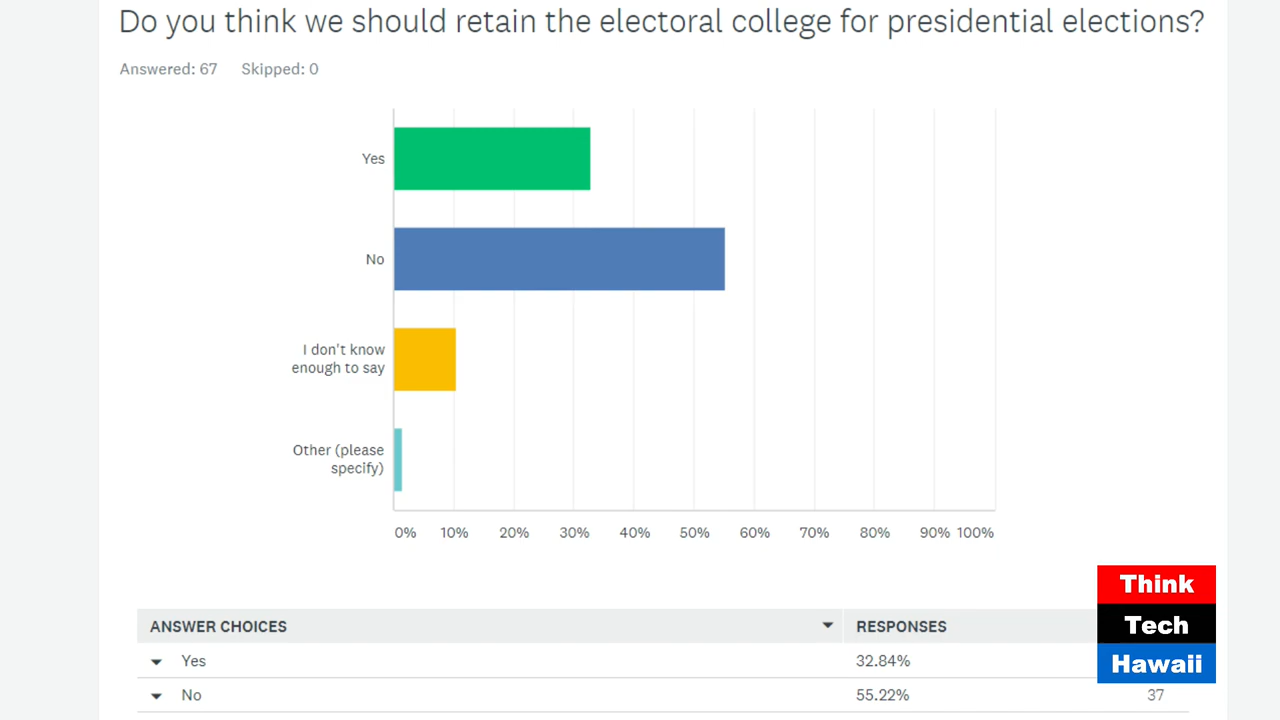 Do you think we should retain the electoral college for presidential elections?
Answered: 67 Skipped: 0
Yes
No
I don't know
enough to say
Other (please
specify)
0% 10% 20% 30% 40% 50% 60% 70% 80% 90% 100%
ANSWER CHOICES RESPONSES
Yes 32.84%
No 55.22% 37
Think
Tech
Hawaii